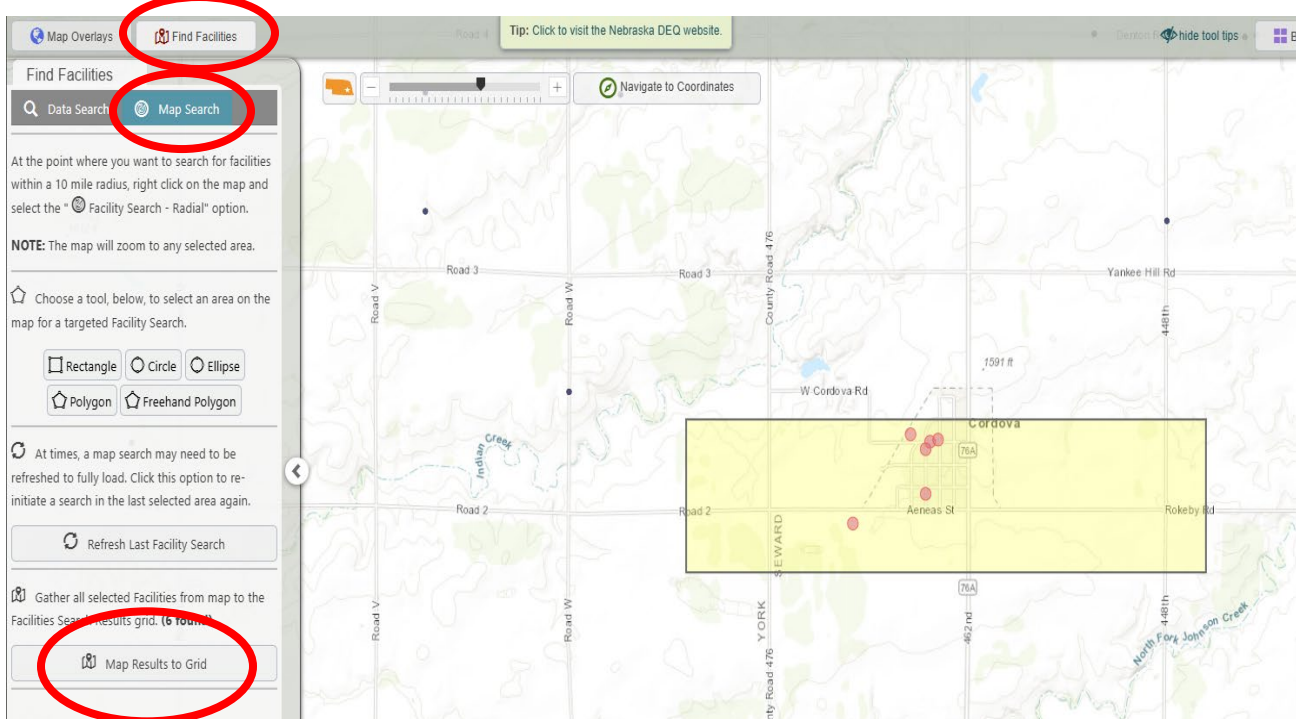 Map Overlays
Find Facilities
Road 4
Tip: Click to visit the Nebraska DEQ website.
hide tool tips
B
Find Facilities
Data Search
Map Search
At the point where you want to search for facilities
within a 10 mile radius, right click on the map and
select the " Facility Search - Radial" option.
NOTE: The map will zoom to any selected area.
Choose a tool, below, to select an area on the
map for a targeted Facility Search.
Rectangle
Circle
Ellipse
Polygon
Freehand Polygon
At times, a map search may need to be
refreshed to fully load. Click this option to re-
initiate a search in the last selected area again.
Refresh Last Facility Search
Gather all selected Facilities from map to the
Facilities Search Results grid. (6 found)
Map Results to Grid
−
+
Navigate to Coordinates
Road 3
Road 3
Yankee Hill Rd
Road V
Road W
County Road 476
448th
1591 ft
W Cordova Rd
Cordova
76A
Indian Creek
Road 2
Road 2
Aeneas St
Rokeby Rd
SEWARD
YORK
76A
Road V
Road W
462nd
448th
North Fork Johnson Creek
nty Road 476